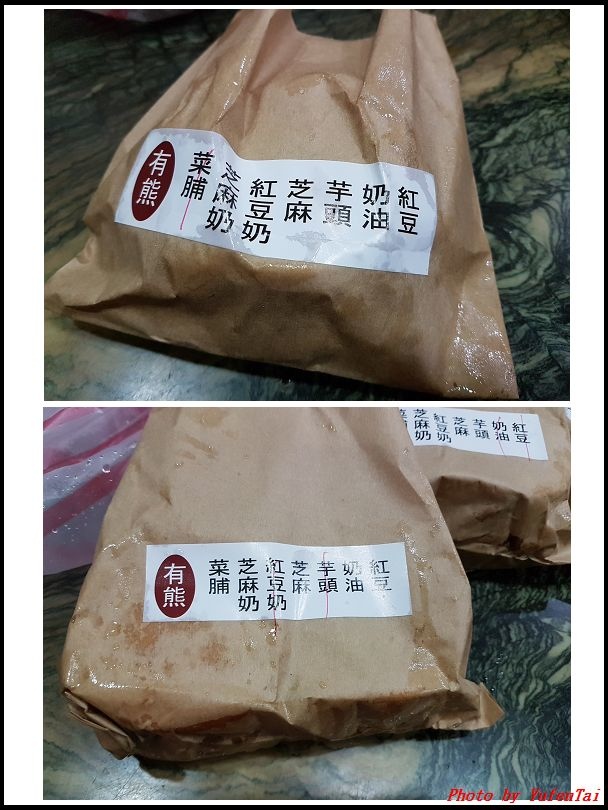 紅豆
奶油
芋頭
芝麻
紅豆奶
芝麻奶
菜脯
有熊
紅豆
奶油
芋頭
芝麻
紅豆奶
芝麻奶
紅豆
奶油
芋頭
芝麻
紅豆奶
芝麻奶
菜脯
有熊
Photo by YufenTai